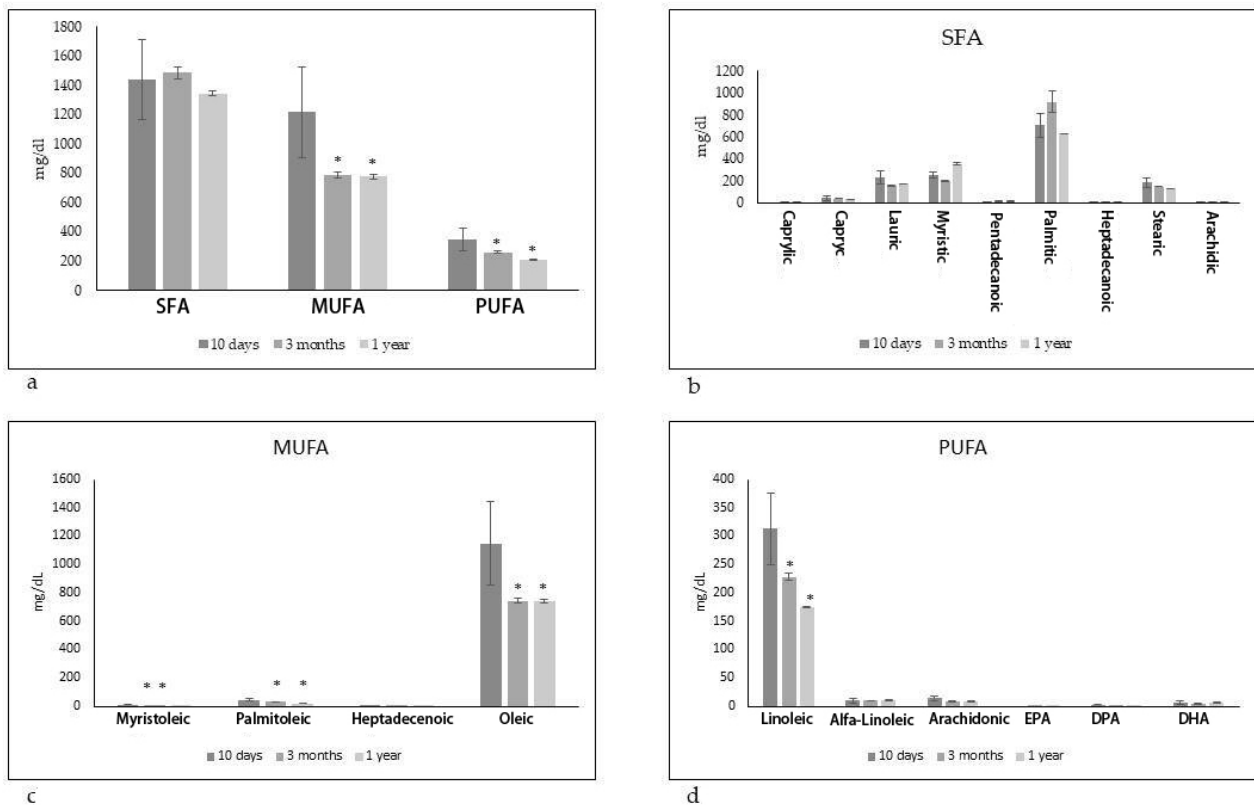 1800
1600
1400
1200
1000
800
600
400
200
0
mg/dl
* *
* *
SFA MUFA PUFA
10 days 3 months 1 year
a
SFA
1200
1000
800
600
400
200
0
mg/dl
Caprylic
Capryc
Lauric
Myristic
Pentadecanoic
Palmitic
Heptadecanoic
Stearic
Arachidic
10 days 3 months 1 year
b
MUFA
1600
1400
1200
1000
800
600
400
200
0
mg/dL
* * * * * *
Myristoleic Palmitoleic Heptadecenoic Oleic
10 days 3 months 1 year
c
PUFA
400
350
300
250
200
150
100
50
0
mg/dL
*
*
Linoleic Alfa-Linoleic Arachidonic EPA DPA DHA
10 days 3 months 1 year
d